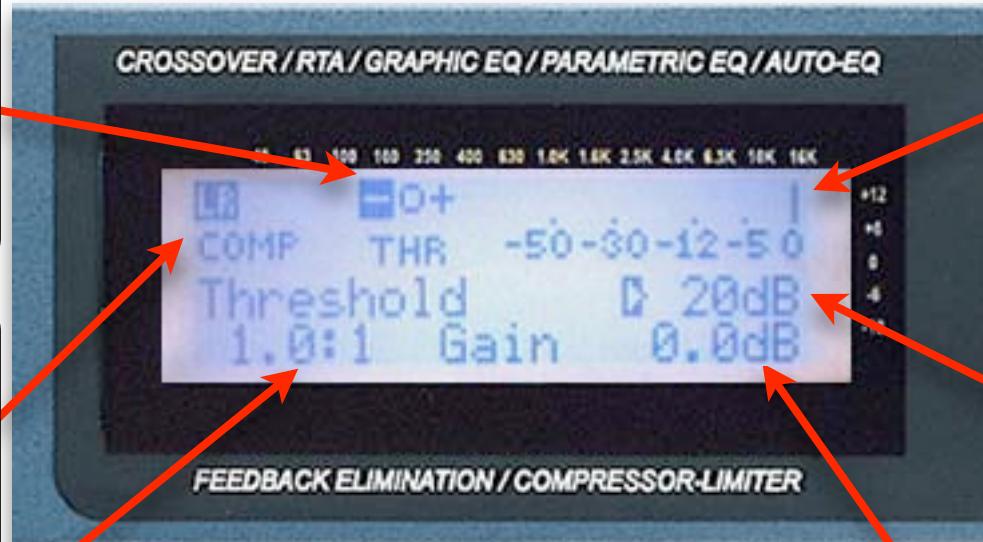 CROSSOVER / RTA / GRAPHIC EQ / PARAMETRIC EQ / AUTO-EQ
63 100 160 250 400 630 1.0K 1.6K 2.5K 4.0K 6.3K 10K 16K
-O+
+12
COMP THR -50 -30 -12 -5 0
+6
0
Threshold 20dB
-6
1.0:1 Gain 0.0dB
FEEDBACK ELIMINATION / COMPRESSOR-LIMITER